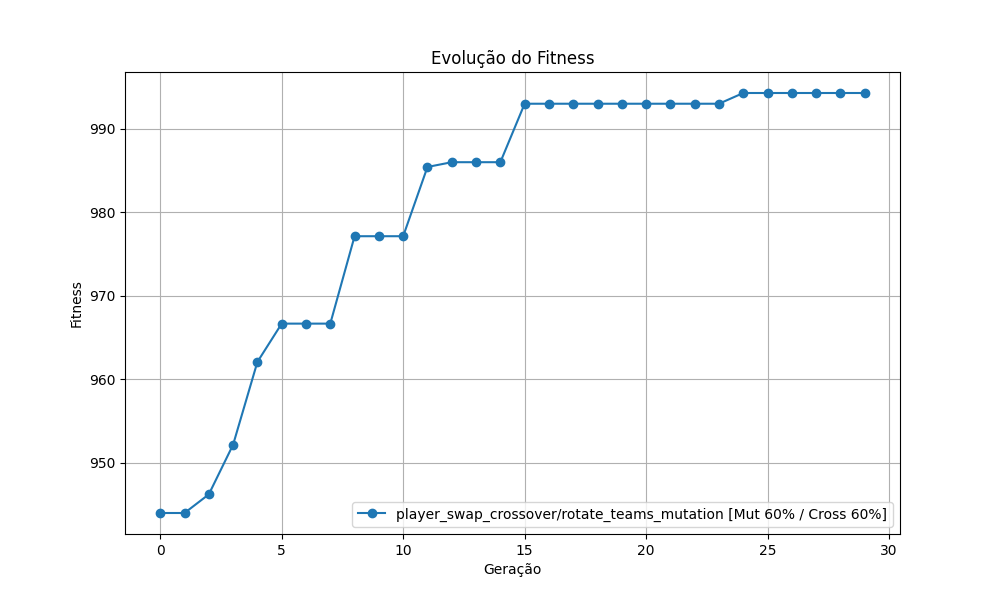 Evolução do Fitness
Fitness
990
980
970
960
950
player_swap_crossover/rotate_teams_mutation [Mut 60% / Cross 60%]
0 5 10 15 20 25 30
Geração